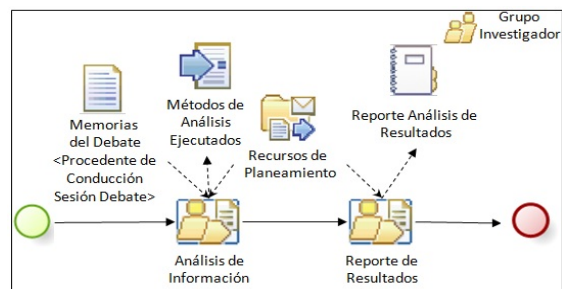 Grupo
Investigador
Memorias
del Debate
<Procedente de
Conducción
Sesión Debate>
Métodos de
Análisis
Ejecutados
Recursos de
Planeamiento
Reporte Análisis de
Resultados
Análisis de
Información
Reporte de
Resultados